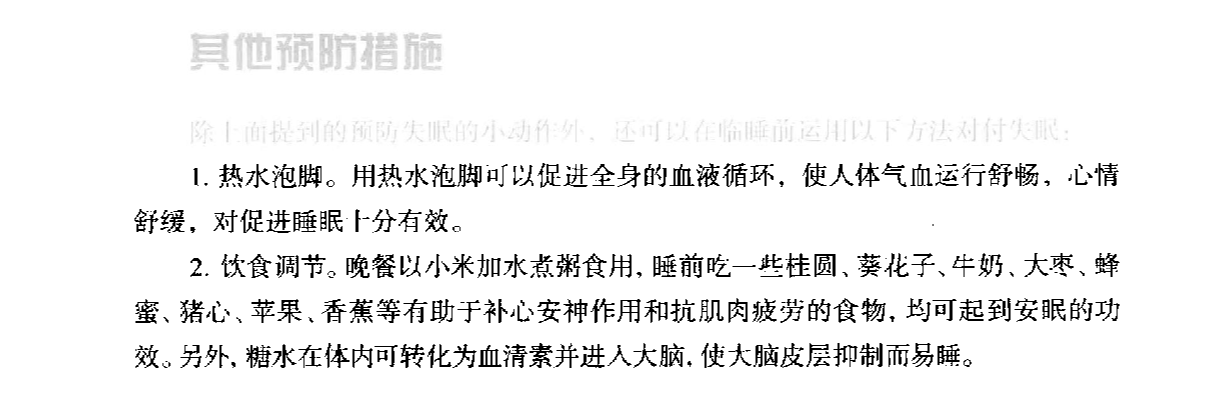 其他预防措施
除上面提到的预防失眠的小动作外，还可以在临睡前运用以下方法对付失眠：
1. 热水泡脚。用热水泡脚可以促进全身的血液循环，使人体气血运行舒畅，心情
舒缓，对促进睡眠十分有效。
2. 饮食调节。晚餐以小米加水煮粥食用，睡前吃一些桂圆、葵花子、牛奶、大枣、蜂
蜜、猪心、苹果、香蕉等有助于补心安神作用和抗肌肉疲劳的食物，均可起到安眠的功
效。另外，糖水在体内可转化为血清素并进入大脑，使大脑皮层抑制而易睡。